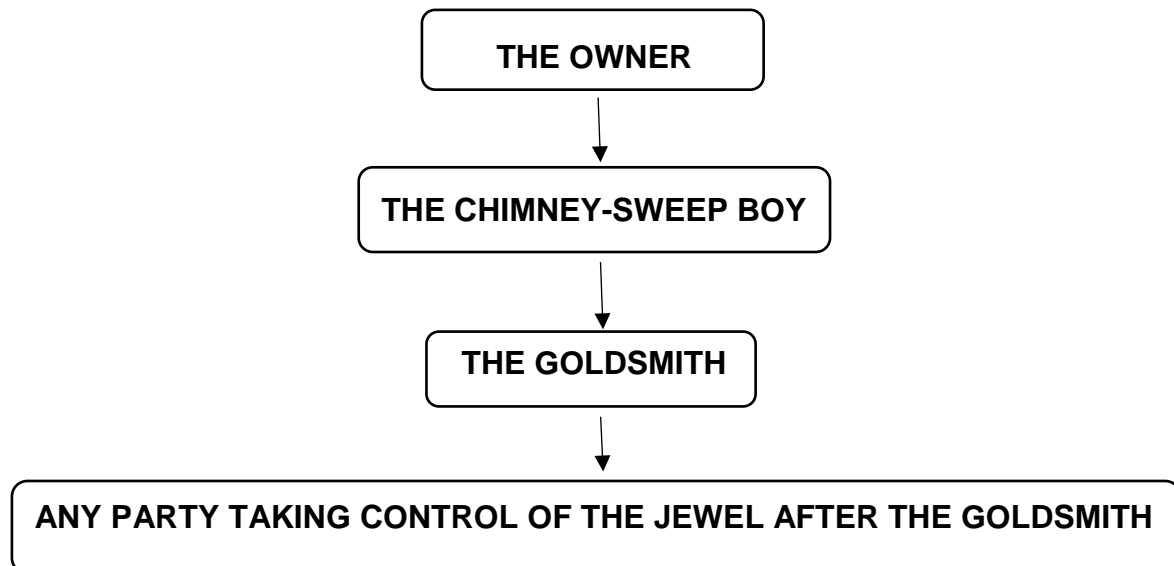 THE OWNER
THE CHIMNEY-SWEEP BOY
THE GOLDSMITH
ANY PARTY TAKING CONTROL OF THE JEWEL AFTER THE GOLDSMITH